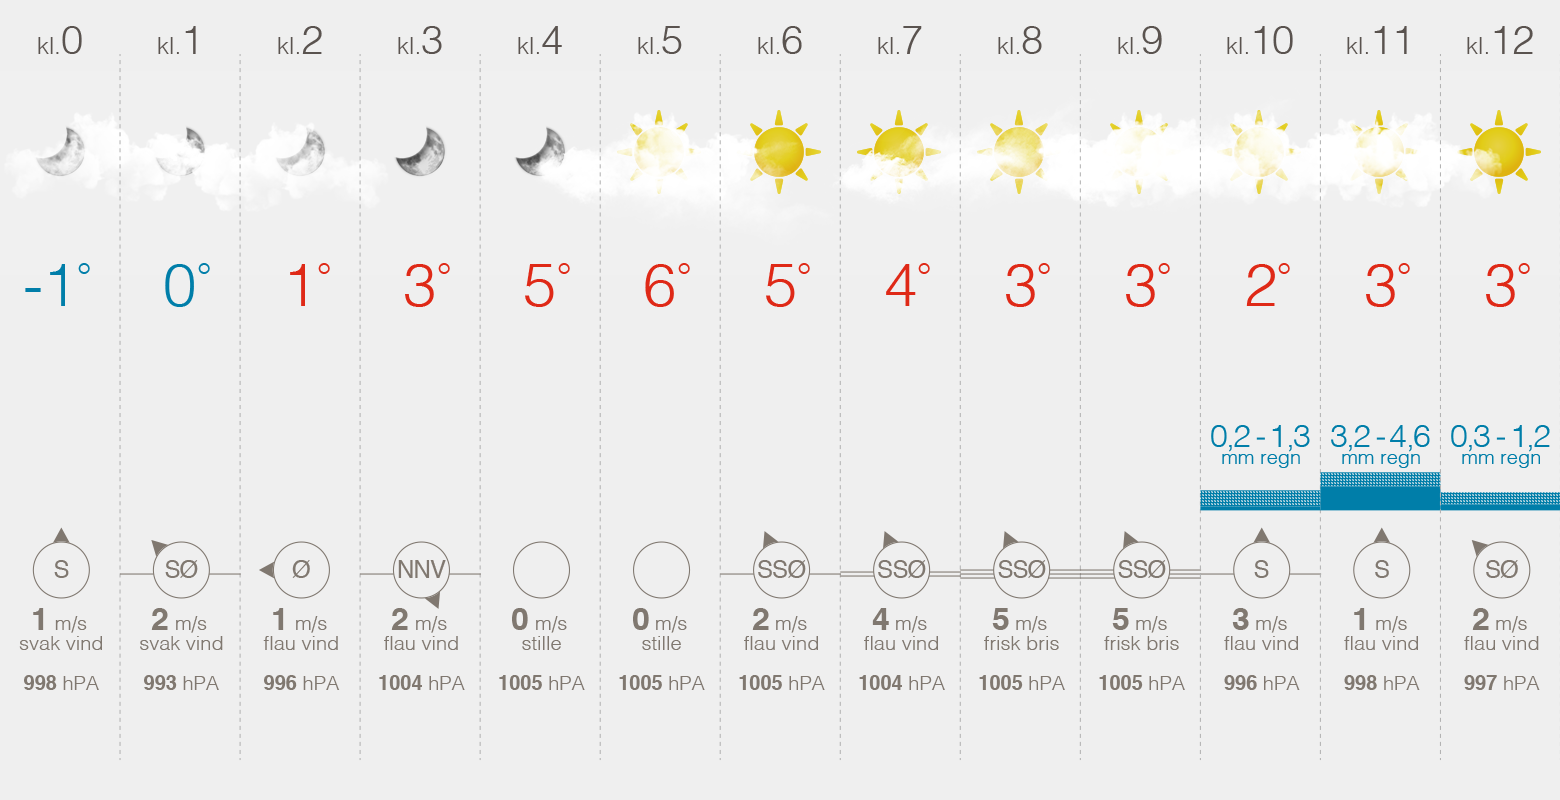 kl.0 kl.1 kl.2 kl.3 kl.4 kl.5 kl.6 kl.7 kl.8 kl.9 kl.10 kl.11 kl.12
-1° 0° 1° 3° 5° 6° 5° 4° 3° 3° 2° 3° 3°
0,2 - 1,3 3,2 - 4,6 0,3 - 1,2
mm regn mm regn mm regn
S SØ Ø NNV SSØ SSØ SSØ SSØ S S SØ
1 m/s 2 m/s 1 m/s 2 m/s 0 m/s 0 m/s 2 m/s 4 m/s 5 m/s 5 m/s 3 m/s 1 m/s 2 m/s
svak vind svak vind flau vind flau vind stille stille flau vind flau vind frisk bris frisk bris flau vind flau vind flau vind
998 hPA 993 hPA 996 hPA 1004 hPA 1005 hPA 1005 hPA 1005 hPA 1004 hPA 1005 hPA 1005 hPA 996 hPA 998 hPA 997 hPA